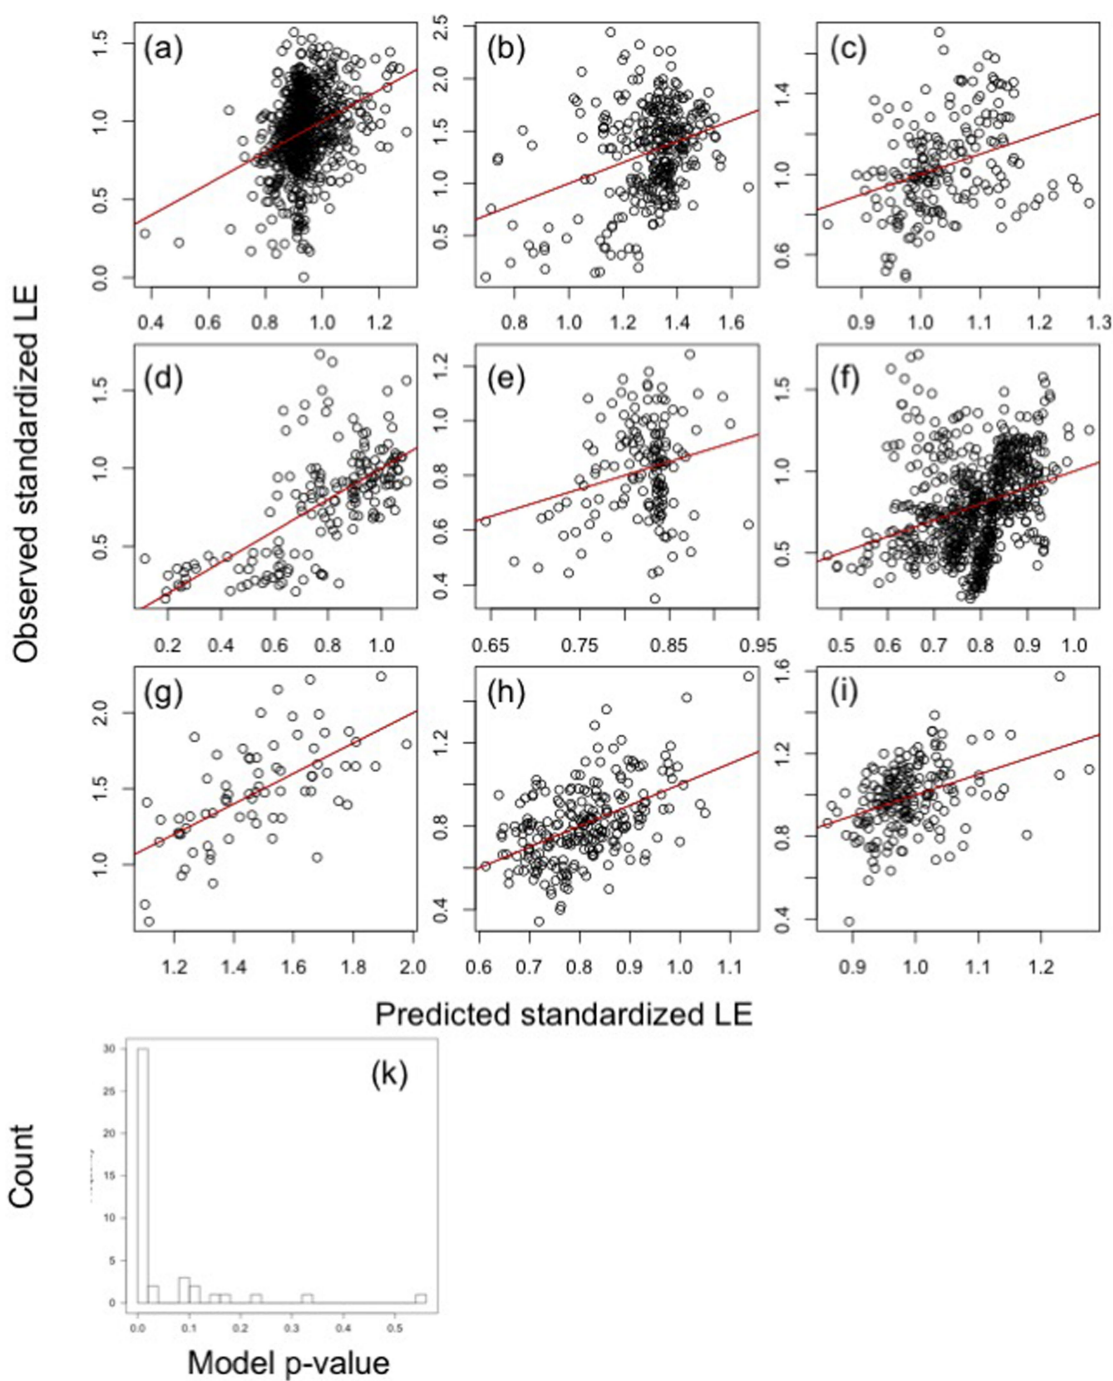 Observed standardized LE
(a)
0.0 0.5 1.0 1.5
0.4 0.6 0.8 1.0 1.2
(b)
0.5 1.0 1.5 2.0 2.5
0.8 1.0 1.2 1.4 1.6
(c)
0.6 1.0 1.4
0.9 1.0 1.1 1.2 1.3
(d)
0.5 1.0 1.5
0.2 0.4 0.6 0.8 1.0
(e)
0.4 0.6 0.8 1.0 1.2
0.65 0.75 0.85 0.95
(f)
0.5 1.0 1.5
0.5 0.6 0.7 0.8 0.9 1.0
(g)
1.0 1.5 2.0
1.2 1.4 1.6 1.8 2.0
(h)
0.4 0.8 1.2
0.6 0.7 0.8 0.9 1.0 1.1
(i)
0.4 0.8 1.2 1.6
0.9 1.0 1.1 1.2
Predicted standardized LE
Count
(k)
30
25
20
15
10
5
0
0.0 0.1 0.2 0.3 0.4 0.5
Model p-value